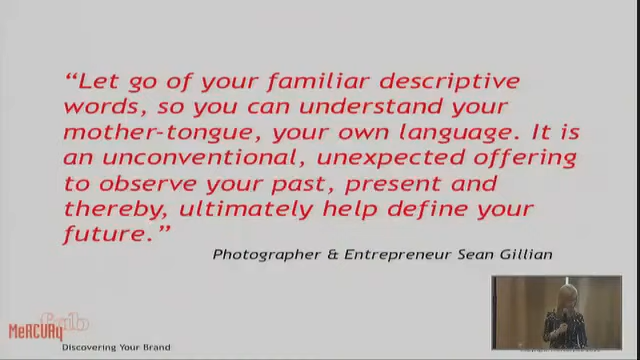 “Let go of your familiar descriptive
words, so you can understand your
mother-tongue, your own language. It is
an unconventional, unexpected offering
to observe your past, present and
thereby, ultimately help define your
future.”
Photographer & Entrepreneur Sean Gillian
MeRCURy
lab
Discovering Your Brand